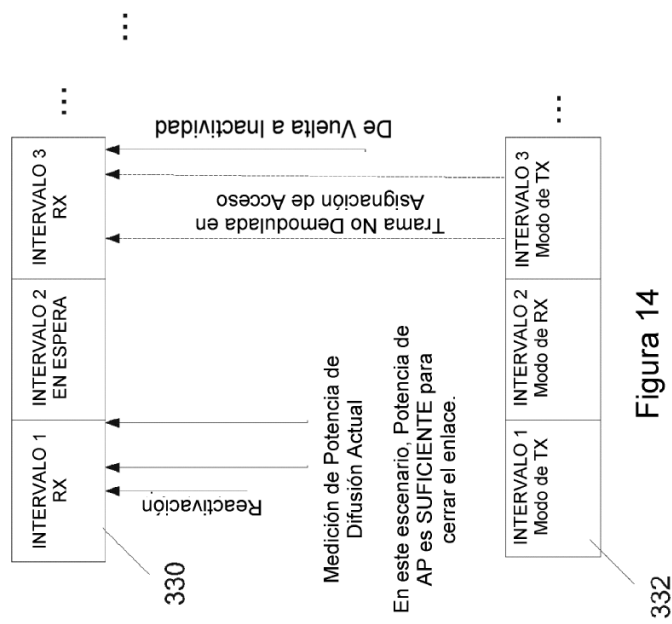 ...
...
INTERVALO 1
RX
INTERVALO 2
EN ESPERA
INTERVALO 3
RX
330
Reactivación
Medición de Potencia de
Difusión Actual
En este escenario, Potencia de
AP es SUFICIENTE para
cerrar el enlace.
Trama No Demodulada en
Asignación de Acceso
De Vuelta a Inactividad
INTERVALO 1
Modo de TX
INTERVALO 2
Modo de RX
INTERVALO 3
Modo de TX
...
332
Figura 14